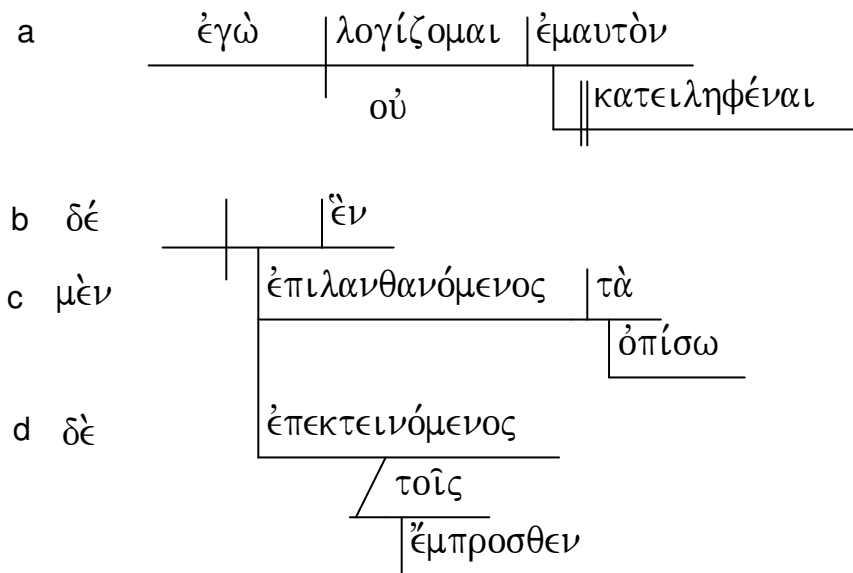 a ἐγὼ λογίζομαι ἐμαυτὸν
οὐ κατειληφέναι
b δέ ἓν
c μὲν ἐπιλανθανόμενος τὰ
ὀπίσω
d δὲ ἐπεκτεινόμενος
τοῖς
ἔμπροσθεν